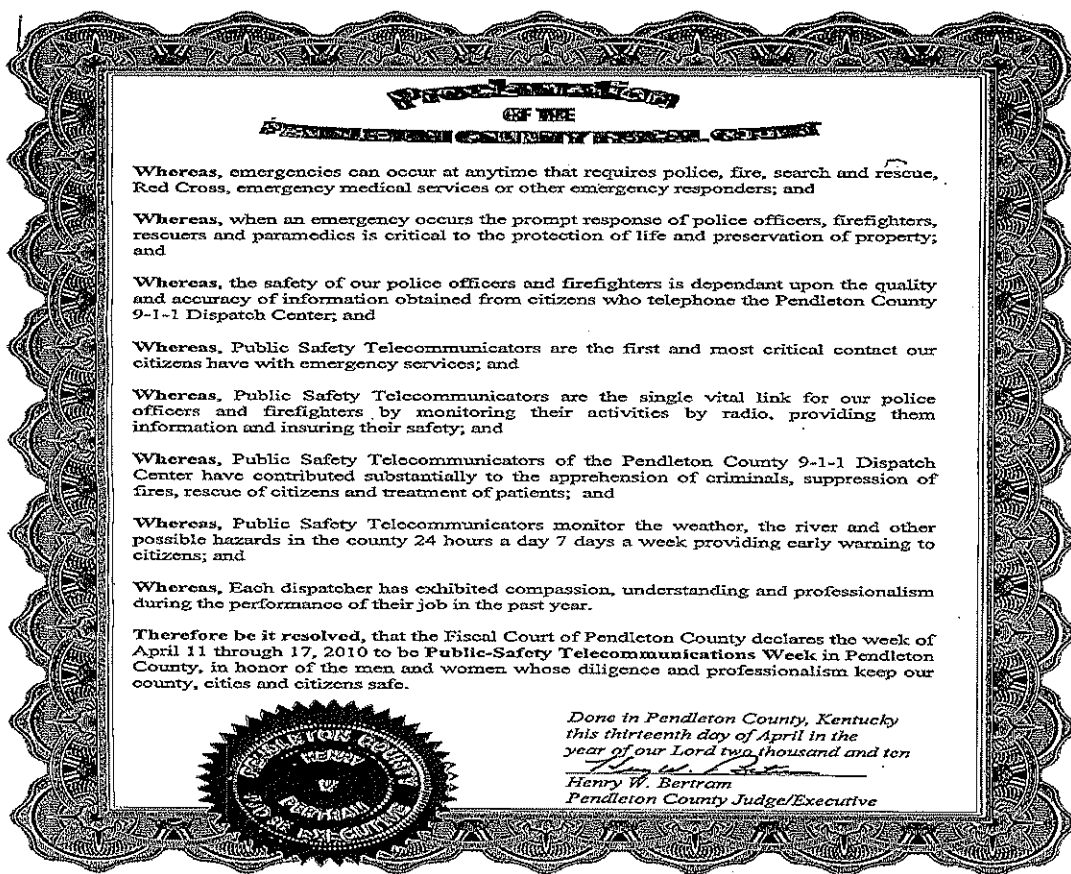 Proclamation
OF THE
PENDLETON COUNTY FISCAL COURT
Whereas, emergencies can occur at anytime that requires police, fire, search and rescue,
Red Cross, emergency medical services or other emergency responders; and
Whereas, when an emergency occurs the prompt response of police officers, firefighters,
rescuers and paramedics is critical to the protection of life and preservation of property;
and
Whereas, the safety of our police officers and firefighters is dependant upon the quality
and accuracy of information obtained from citizens who telephone the Pendleton County
9-1-1 Dispatch Center; and
Whereas, Public Safety Telecommunicators are the first and most critical contact our
citizens have with emergency services; and
Whereas, Public Safety Telecommunicators are the single vital link for our police
officers and firefighters by monitoring their activities by radio, providing them
information and insuring their safety; and
Whereas, Public Safety Telecommunicators of the Pendleton County 9-1-1 Dispatch
Center have contributed substantially to the apprehension of criminals, suppression of
fires, rescue of citizens and treatment of patients; and
Whereas, Public Safety Telecommunicators monitor the weather, the river and other
possible hazards in the county 24 hours a day 7 days a week providing early warning to
citizens; and
Whereas, Each dispatcher has exhibited compassion, understanding and professionalism
during the performance of their job in the past year.
Therefore be it resolved, that the Fiscal Court of Pendleton County declares the week of
April 11 through 17, 2010 to be Public-Safety Telecommunications Week in Pendleton
County, in honor of the men and women whose diligence and professionalism keep our
county, cities and citizens safe.
Done in Pendleton County, Kentucky
this thirteenth day of April in the
year of our Lord two thousand and ten
Henry W. Bertram
Henry W. Bertram
Pendleton County Judge/Executive
PENDLETON COUNTY
HENRY
W
BERTRAM
EXECUTIVE